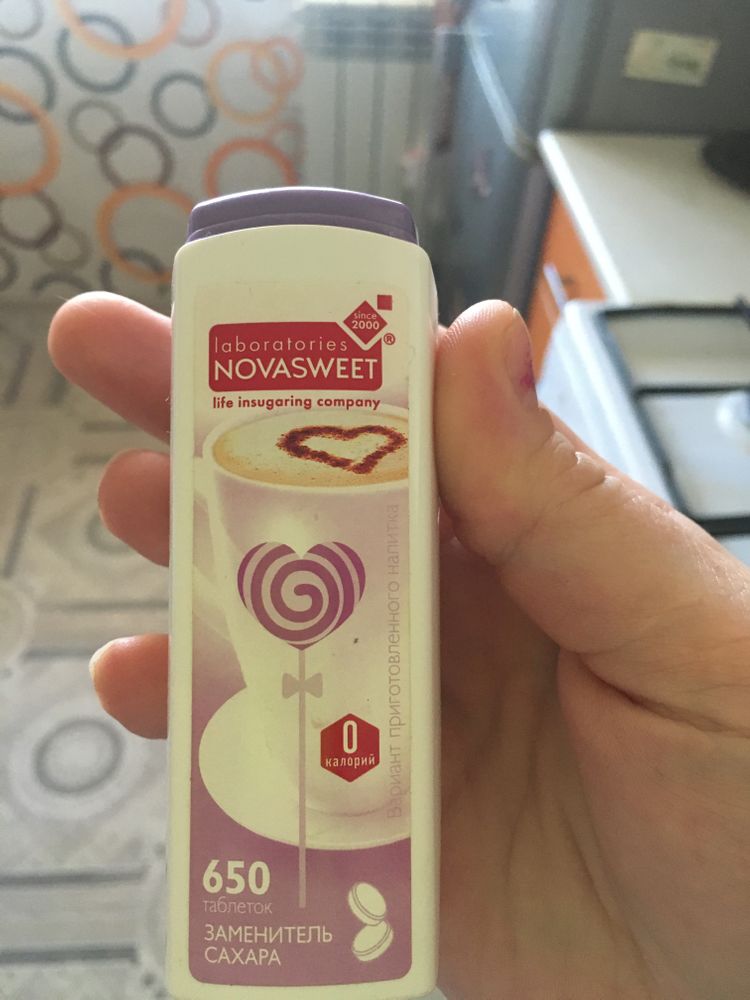 since
2000
laboratories
NOVASWEET®
life insugaring company
Вариант приготовленного напитка
0
калорий
650
таблеток
ЗАМЕНИТЕЛЬ
САХАРА